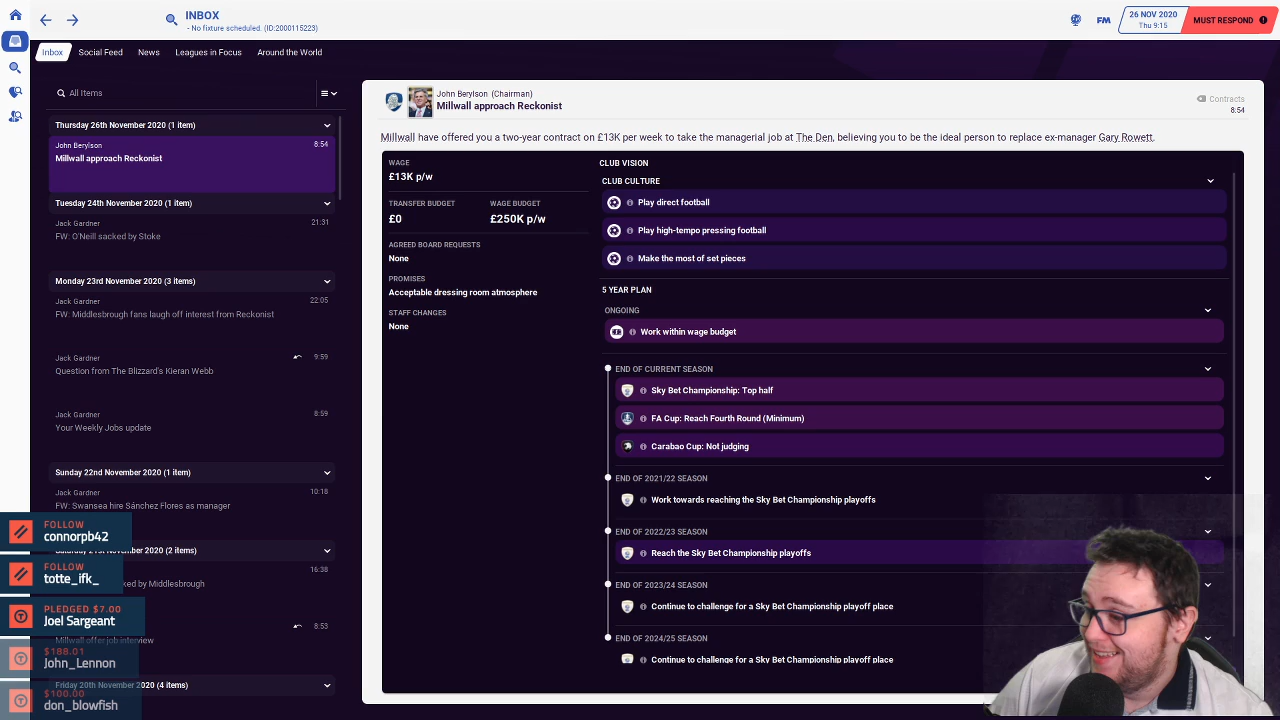 INBOX
- No fixture scheduled. (ID:2000115223)
FM
26 NOV 2020
Thu 9:15
MUST RESPOND
Inbox
Social Feed
News
Leagues in Focus
Around the World
All Items
Thursday 26th November 2020 (1 item)
John Berylson
8:54
Millwall approach Reckonist
Tuesday 24th November 2020 (1 item)
Jack Gardner
21:31
FW: O'Neill sacked by Stoke
Monday 23rd November 2020 (3 items)
Jack Gardner
22:05
FW: Middlesbrough fans laugh off interest from Reckonist
Jack Gardner
9:59
Question from The Blizzard's Kieran Webb
Jack Gardner
8:59
Your Weekly Jobs update
Sunday 22nd November 2020 (1 item)
Jack Gardner
10:18
FW: Swansea hire Sánchez Flores as manager
21st November 2020 (2 items)
16:38
by Middlesbrough
8:53
Millwall offer job interview
Friday 20th November 2020 (4 items)
FOLLOW
connorpb42
FOLLOW
totte_ifk_
PLEDGED $7.00
Joel Sargeant
$188.01
John_Lennon
$100.00
don_blowfish
John Berylson (Chairman)
Millwall approach Reckonist
Contracts
8:54
Millwall have offered you a two-year contract on £13K per week to take the managerial job at The Den, believing you to be the ideal person to replace ex-manager Gary Rowett.
WAGE
£13K p/w
TRANSFER BUDGET
£0
WAGE BUDGET
£250K p/w
AGREED BOARD REQUESTS
None
PROMISES
Acceptable dressing room atmosphere
STAFF CHANGES
None
CLUB VISION
CLUB CULTURE
Play direct football
Play high-tempo pressing football
Make the most of set pieces
5 YEAR PLAN
ONGOING
Work within wage budget
END OF CURRENT SEASON
Sky Bet Championship: Top half
FA Cup: Reach Fourth Round (Minimum)
Carabao Cup: Not judging
END OF 2021/22 SEASON
Work towards reaching the Sky Bet Championship playoffs
END OF 2022/23 SEASON
Reach the Sky Bet Championship playoffs
END OF 2023/24 SEASON
Continue to challenge for a Sky Bet Championship playoff place
END OF 2024/25 SEASON
Continue to challenge for a Sky Bet Championship playoff place